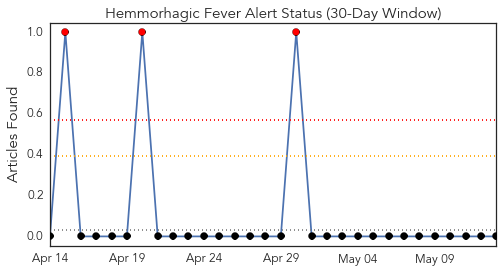 Hemmorhagic Fever Alert Status (30-Day Window)
Articles Found
1.0
0.8
0.6
0.4
0.2
0.0
Apr 14 Apr 19 Apr 24 Apr 29 May 04 May 09